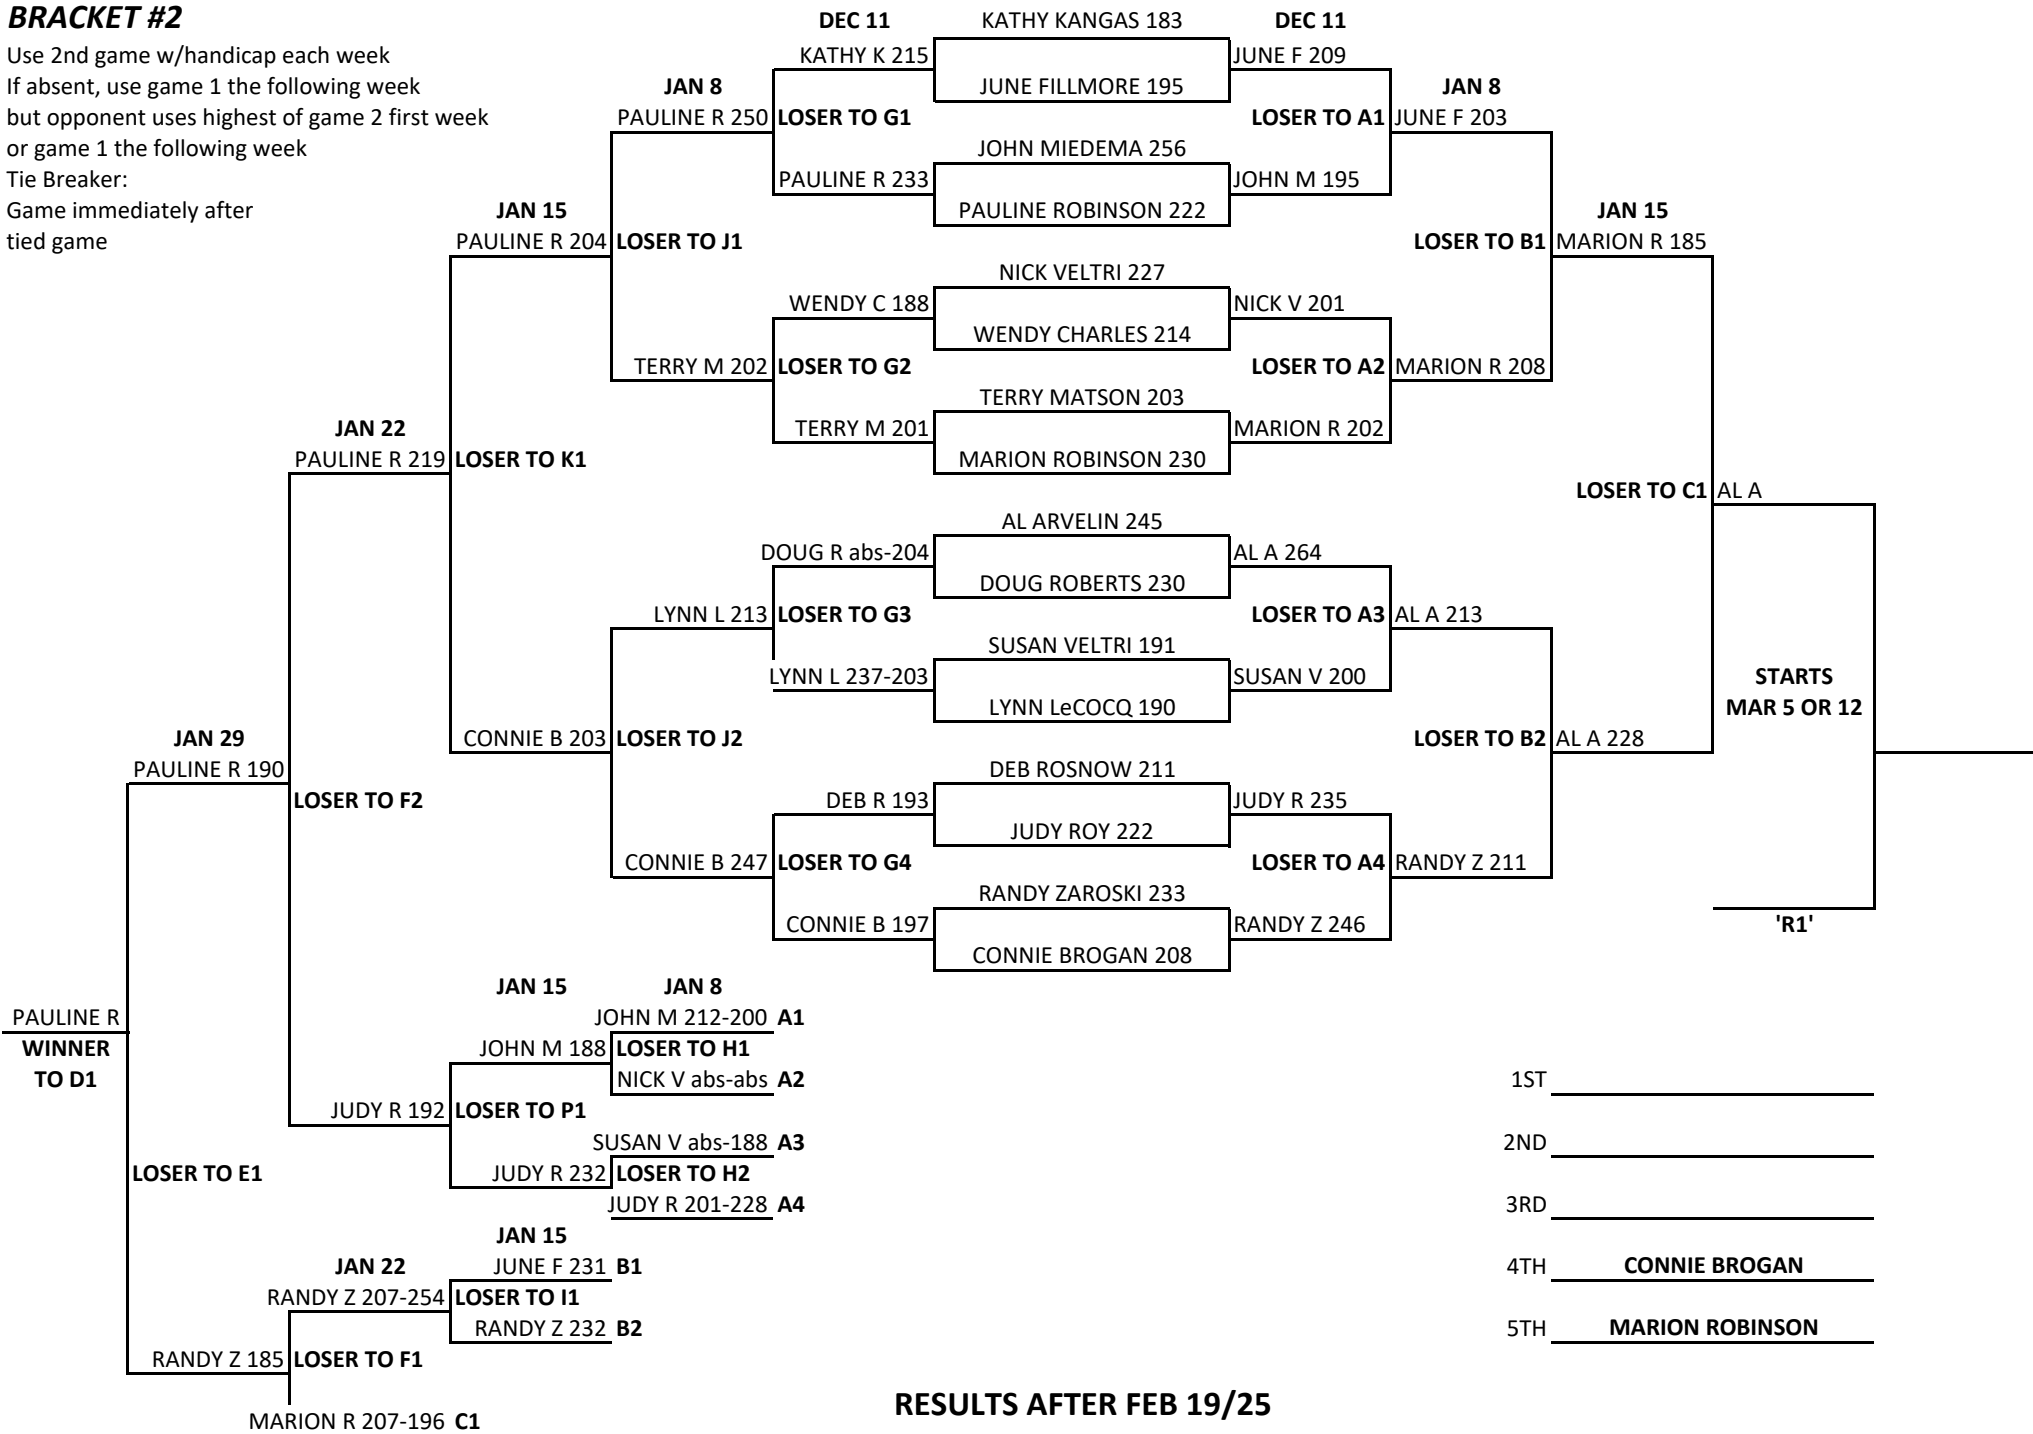 BRACKET #2
Use 2nd game w/handicap each week
If absent, use game 1 the following week
but opponent uses highest of game 2 first week
or game 1 the following week
Tie Breaker:
Game immediately after
tied game
DEC 11 KATHY KANGAS 183 DEC 11
KATHY K 215 JUNE F 209
JAN 8 JUNE FILLMORE 195 JAN 8
PAULINE R 250 LOSER TO G1 LOSER TO A1 JUNE F 203
JOHN MIEDEMA 256
PAULINE R 233 JOHN M 195
JAN 15 PAULINE ROBINSON 222 JAN 15
PAULINE R 204 LOSER TO J1 LOSER TO B1 MARION R 185
NICK VELTRI 227
WENDY C 188 NICK V 201
WENDY CHARLES 214
TERRY M 202 LOSER TO G2 LOSER TO A2 MARION R 208
TERRY MATSON 203
JAN 22 TERRY M 201 MARION R 202
PAULINE R 219 LOSER TO K1 MARION ROBINSON 230
LOSER TO C1 AL A
AL ARVELIN 245
DOUG R abs-204 AL A 264
DOUG ROBERTS 230
LYNN L 213 LOSER TO G3 LOSER TO A3 AL A 213
SUSAN VELTRI 191
LYNN L 237-203 SUSAN V 200 STARTS
LYNN LeCOCQ 190 MAR 5 OR 12
JAN 29 CONNIE B 203 LOSER TO J2 LOSER TO B2 AL A 228
PAULINE R 190 DEB ROSNOW 211
LOSER TO F2 DEB R 193 JUDY R 235
JUDY ROY 222
CONNIE B 247 LOSER TO G4 LOSER TO A4 RANDY Z 211
RANDY ZAROSKI 233
CONNIE B 197 RANDY Z 246 'R1'
CONNIE BROGAN 208
JAN 15 JAN 8
PAULINE R JOHN M 212-200 A1
WINNER JOHN M 188 LOSER TO H1
TO D1 NICK V abs-abs A2 1ST
JUDY R 192 LOSER TO P1
SUSAN V abs-188 A3 2ND
LOSER TO E1 JUDY R 232 LOSER TO H2
JUDY R 201-228 A4 3RD
JAN 15
JAN 22 JUNE F 231 B1 4TH CONNIE BROGAN
RANDY Z 207-254 LOSER TO I1
RANDY Z 232 B2 5TH MARION ROBINSON
RANDY Z 185 LOSER TO F1
RESULTS AFTER FEB 19/25
MARION R 207-196 C1